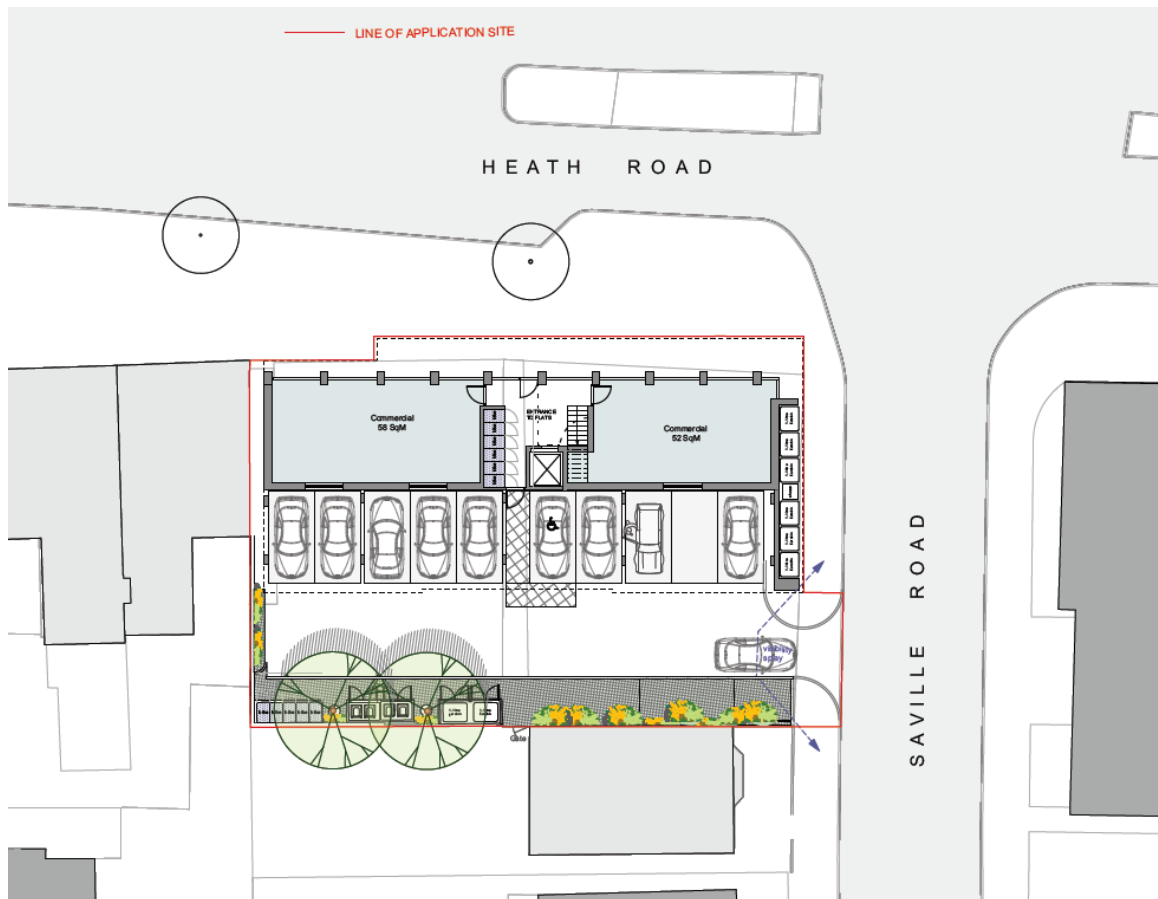 LINE OF APPLICATION SITE
HEATH ROAD
Commercial
58 SqM
ENTRANCE
TO FLATS
Commercial
52 SqM
SAVILLE ROAD
visibility
splay
Gate